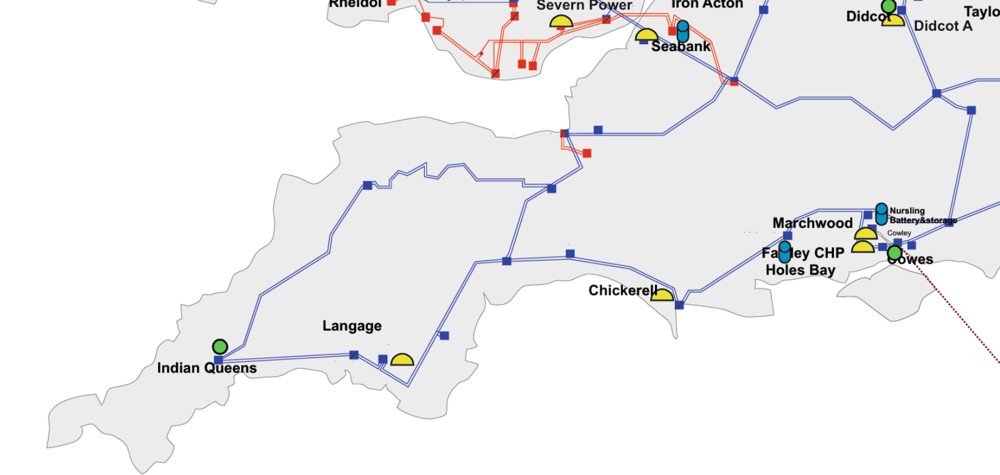 Rheidol
Severn Power
Iron Acton
Didcot
Taylo
Didcot A
Seabank
Nursling
Battery&storage
Marchwood
Cowley
Fawley CHP
Cowes
Holes Bay
Chickerell
Langage
Indian Queens